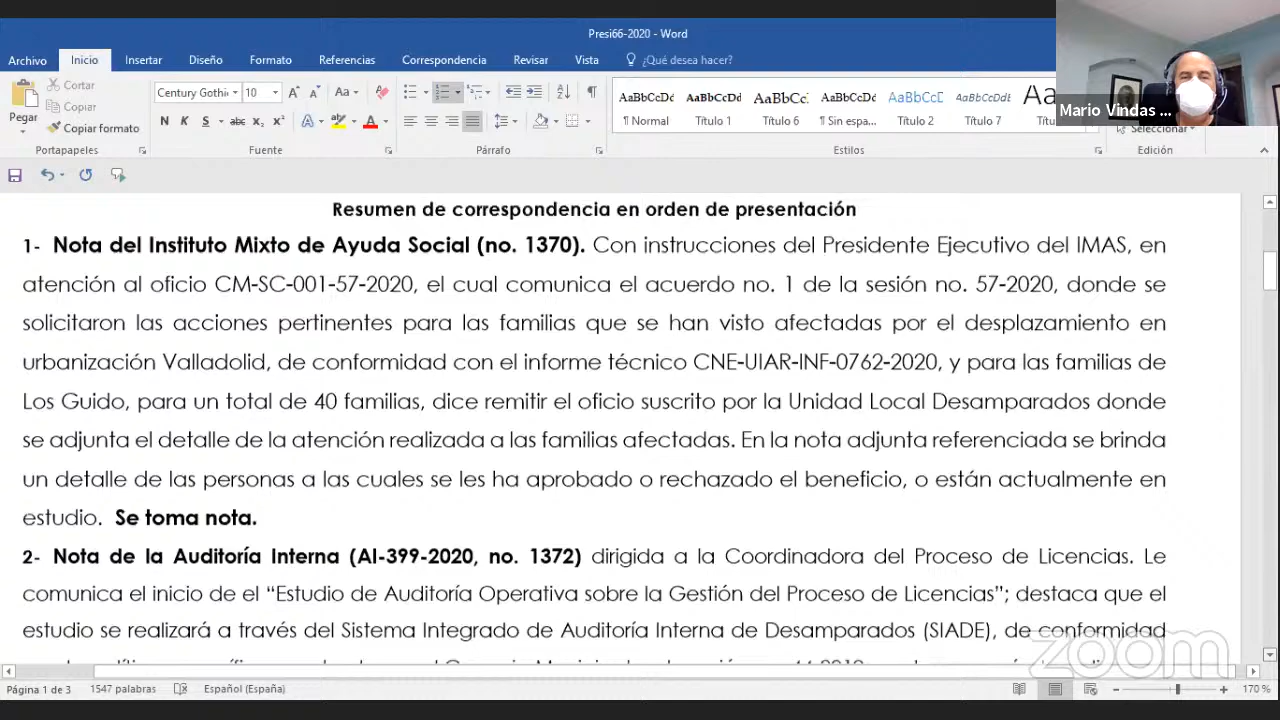 Presi66-2020 - Word
Archivo Inicio Insertar Diseño Formato Referencias Correspondencia Revisar Vista ¿Qué desea hacer?
Mario Vindas ...
Cortar
Copiar
Copiar formato
Pegar
Century Gothi 10
N K S abc x₂ x²
AaBbCcDd AaBbCcDd AaBbCc: AaBbCcDd AaBbCcD AaBbCcDdE Aa
¶ Normal Título 1 Título 6 ¶ Sin espa... Título 2 Título 7
Seleccionar
Portapapeles Fuente Párrafo Estilos Edición
Resumen de correspondencia en orden de presentación
1- Nota del Instituto Mixto de Ayuda Social (no. 1370). Con instrucciones del Presidente Ejecutivo del IMAS, en
atención al oficio CM-SC-001-57-2020, el cual comunica el acuerdo no. 1 de la sesión no. 57-2020, donde se
solicitaron las acciones pertinentes para las familias que se han visto afectadas por el desplazamiento en
urbanización Valladolid, de conformidad con el informe técnico CNE-UIAR-INF-0762-2020, y para las familias de
Los Guido, para un total de 40 familias, dice remitir el oficio suscrito por la Unidad Local Desamparados donde
se adjunta el detalle de la atención realizada a las familias afectadas. En la nota adjunta referenciada se brinda
un detalle de las personas a las cuales se les ha aprobado o rechazado el beneficio, o están actualmente en
estudio. Se toma nota.
2- Nota de la Auditoría Interna (AI-399-2020, no. 1372) dirigida a la Coordinadora del Proceso de Licencias. Le
comunica el inicio de el “Estudio de Auditoría Operativa sobre la Gestión del Proceso de Licencias”; destaca que el
estudio se realizará a través del Sistema Integrado de Auditoría Interna de Desamparados (SIADE), de conformidad
zoom
Página 1 de 3 1547 palabras Español (España) 170 %